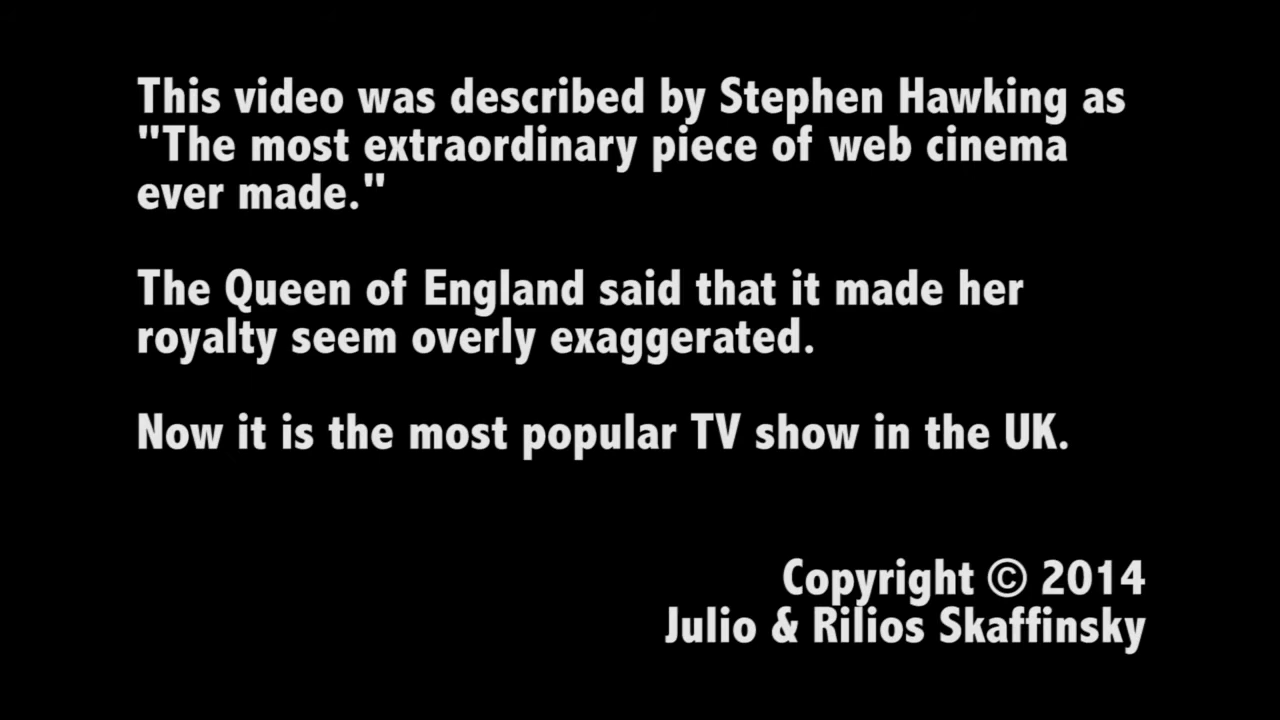 This video was described by Stephen Hawking as
"The most extraordinary piece of web cinema
ever made."
The Queen of England said that it made her
royalty seem overly exaggerated.
Now it is the most popular TV show in the UK.
Copyright © 2014
Julio & Rilios Skaffinsky